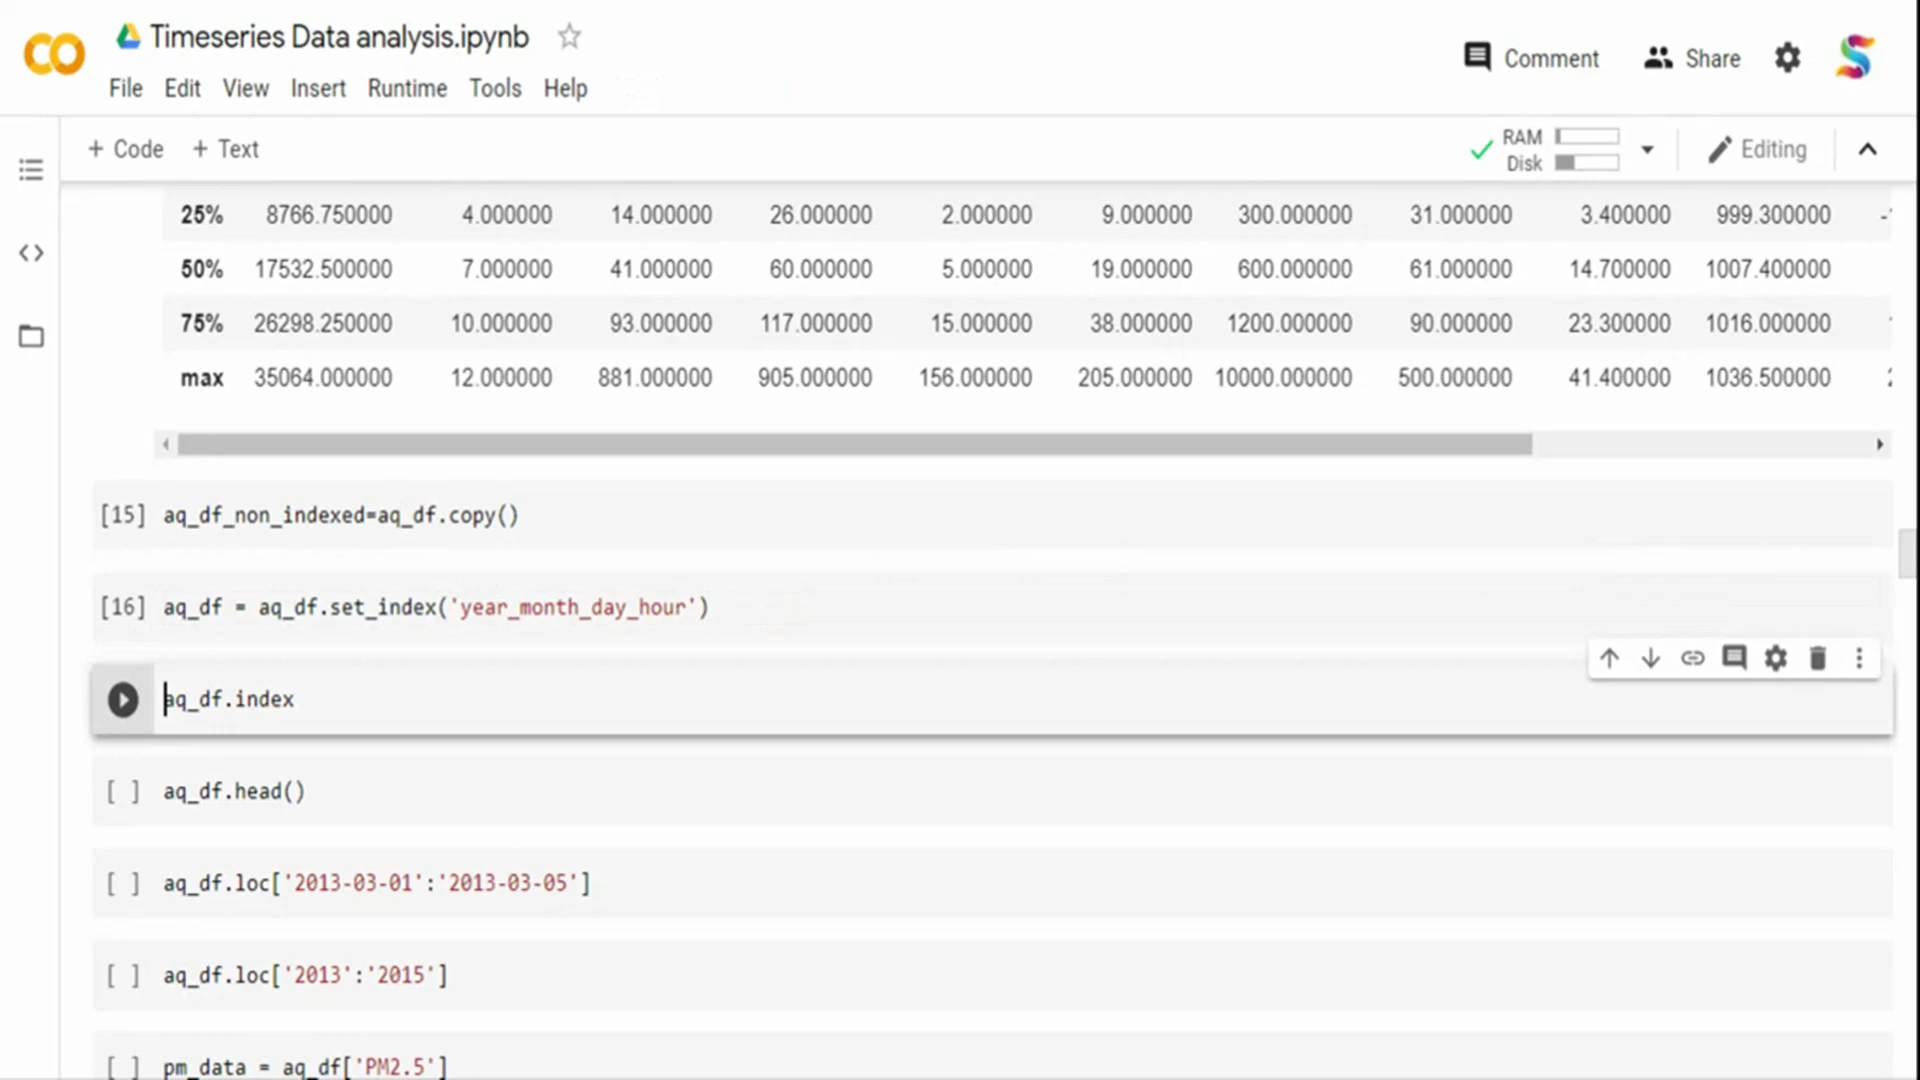 Timeseries Data analysis.ipynb
Comment
Share
File Edit View Insert Runtime Tools Help
+ Code + Text
RAM
Disk
Editing
25% 8766.750000 4.000000 14.000000 26.000000 2.000000 9.000000 300.000000 31.000000 3.400000 999.300000
50% 17532.500000 7.000000 41.000000 60.000000 5.000000 19.000000 600.000000 61.000000 14.700000 1007.400000
75% 26298.250000 10.000000 93.000000 117.000000 15.000000 38.000000 1200.000000 90.000000 23.300000 1016.000000
max 35064.000000 12.000000 881.000000 905.000000 156.000000 205.000000 10000.000000 500.000000 41.400000 1036.500000
[15] aq_df_non_indexed=aq_df.copy()
[16] aq_df = aq_df.set_index('year_month_day_hour')
aq_df.index
[ ] aq_df.head()
[ ] aq_df.loc['2013-03-01':'2013-03-05']
[ ] aq_df.loc['2013':'2015']
[ ] pm_data = aq_df['PM2.5']